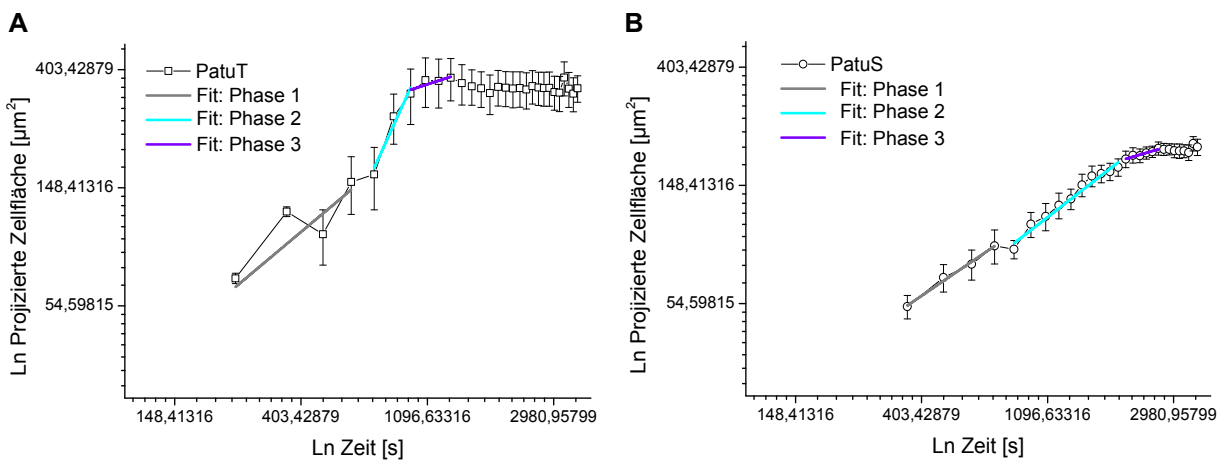 A
Ln Projizierte Zellfläche [µm²]
403,42879
148,41316
54,59815
PatuT
Fit: Phase 1
Fit: Phase 2
Fit: Phase 3
148,41316
403,42879
1096,63316
2980,95799
Ln Zeit [s]
B
Ln Projizierte Zellfläche [µm²]
403,42879
148,41316
54,59815
PatuS
Fit: Phase 1
Fit: Phase 2
Fit: Phase 3
148,41316
403,42879
1096,63316
2980,95799
Ln Zeit [s]